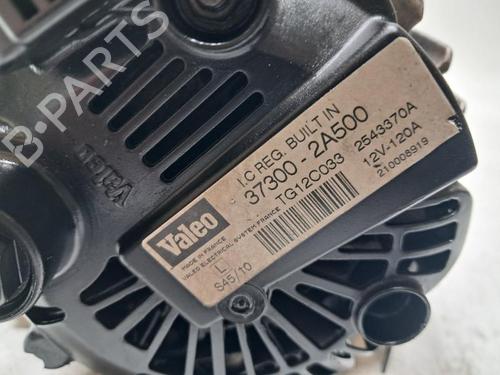 I.C REG. BUILT IN
37300-2A500
TG12C033 2543370A
12V-120A
210008919
Valeo
MADE IN FRANCE
VALEO ELECTRICAL SYSTEM FRANCE
L
S45/10
Valeo
B-PARTS